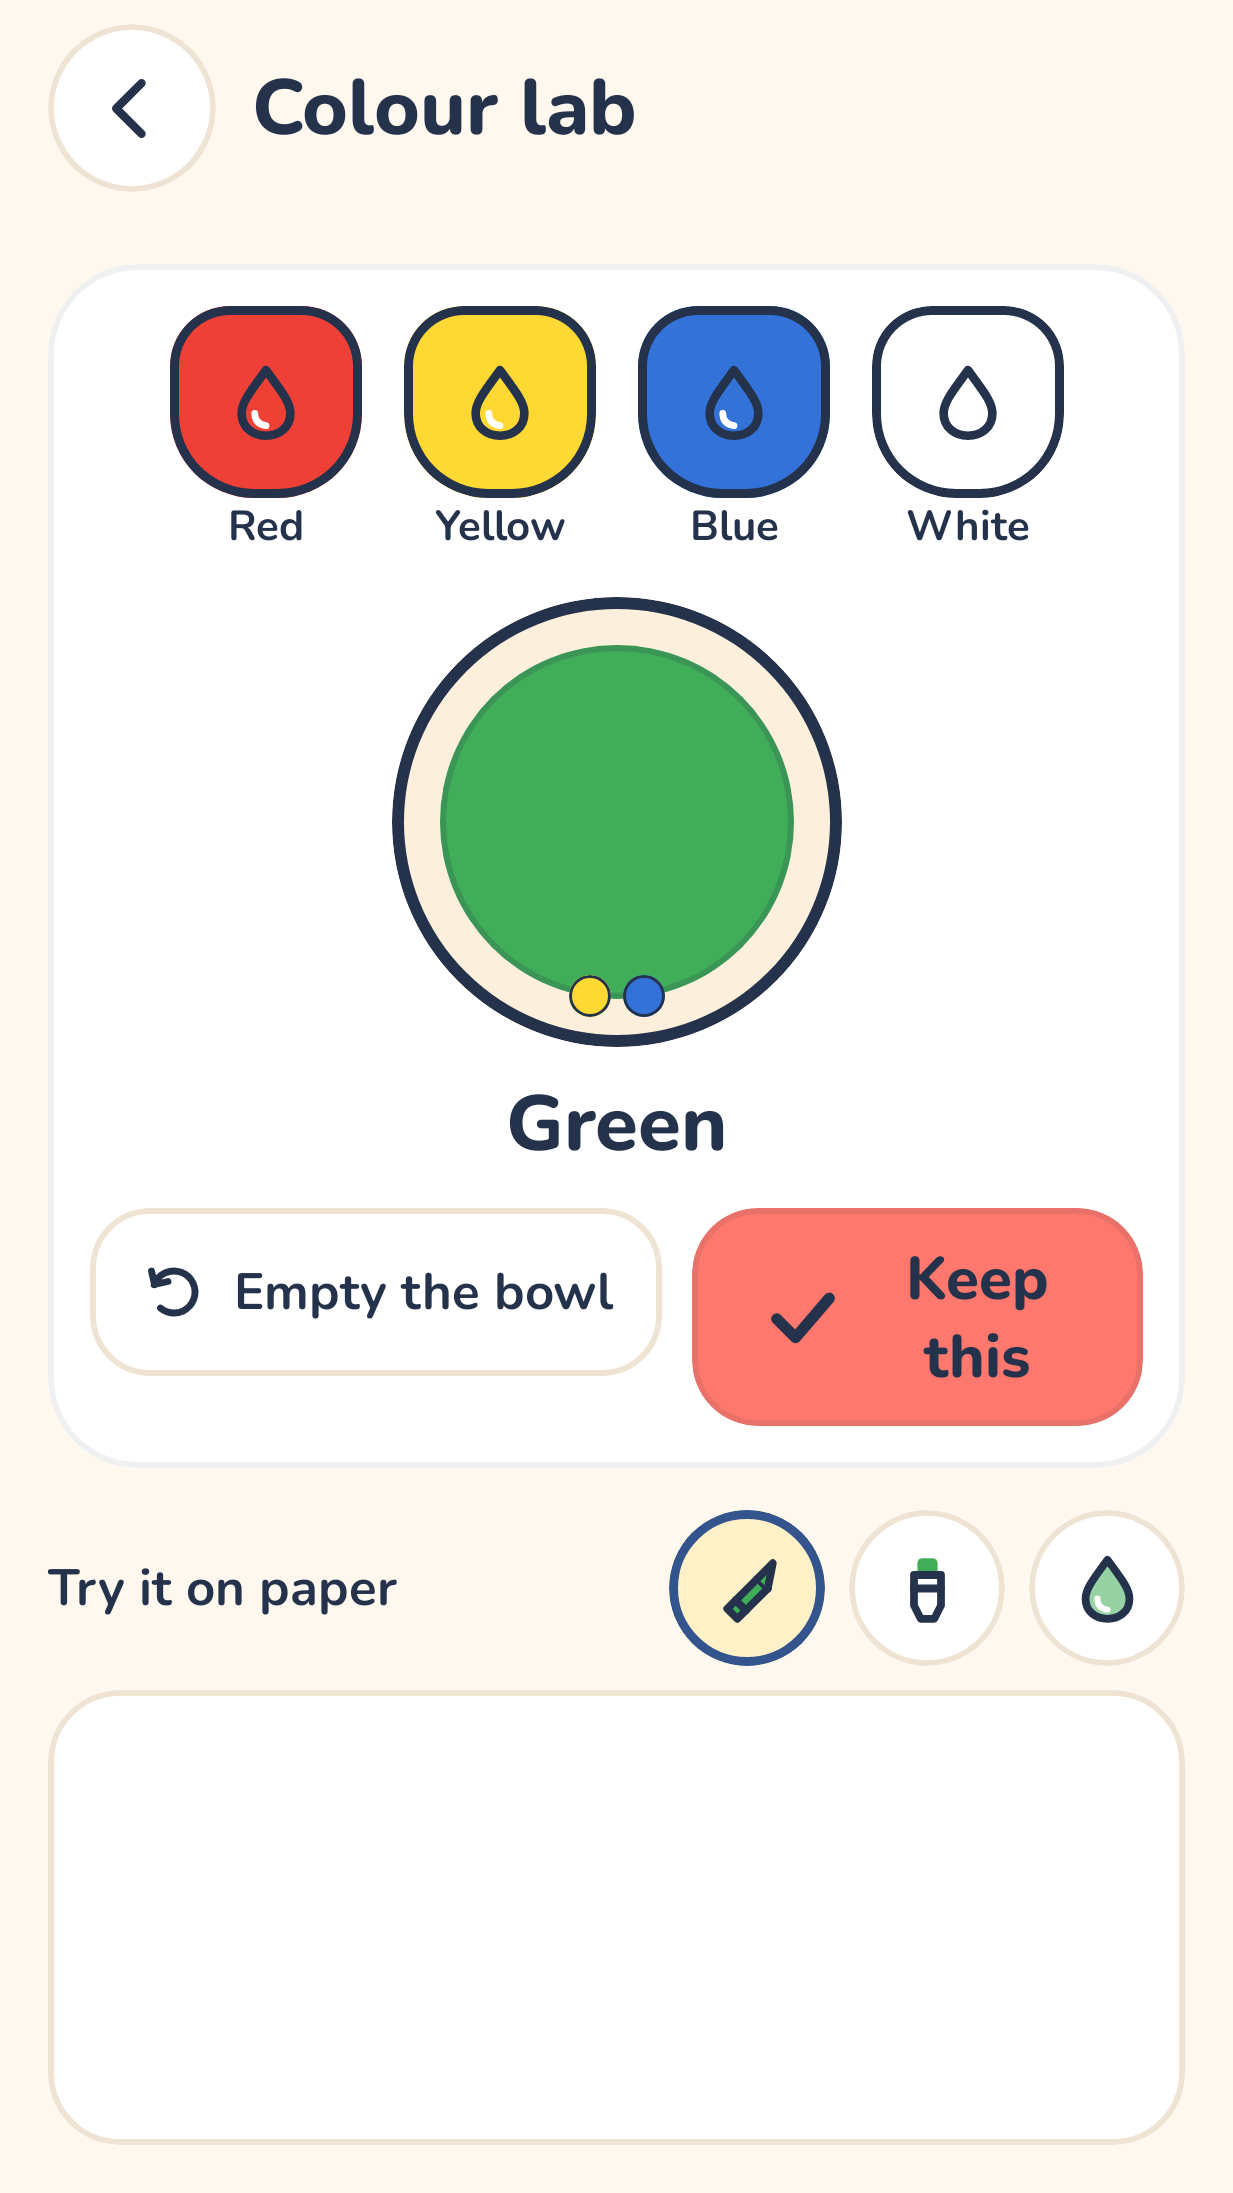 Colour lab
Red Yellow Blue White
Green
Empty the bowl
Keep
this
Try it on paper